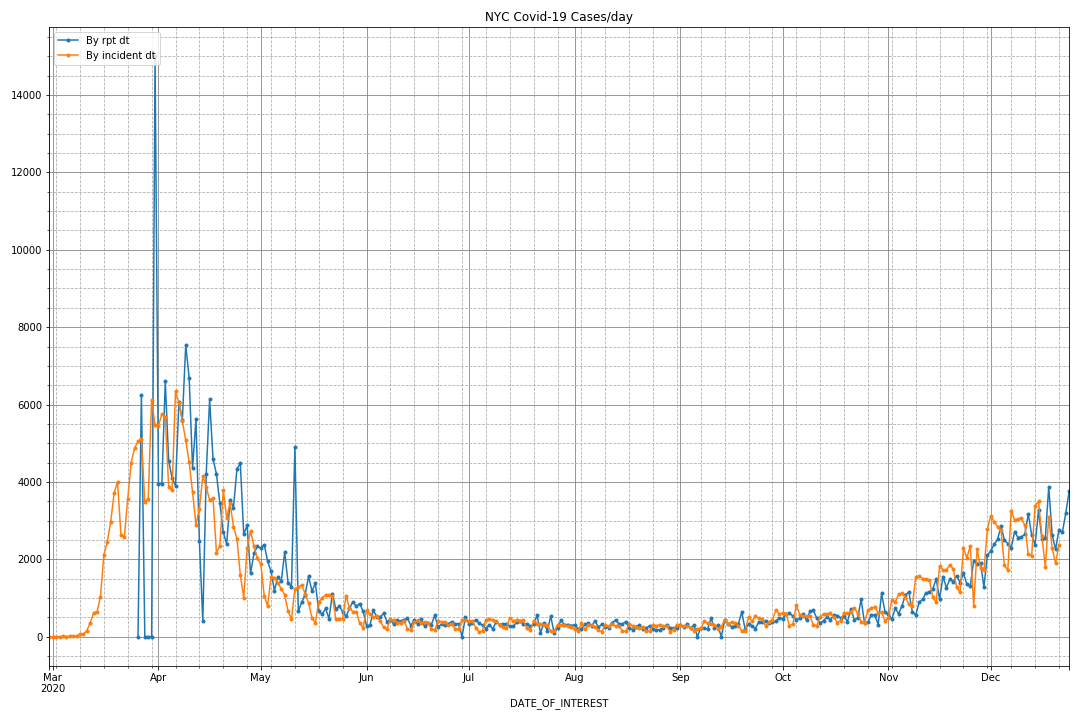 NYC Covid-19 Cases/day
By rpt dt
By incident dt
14000
12000
10000
8000
6000
4000
2000
0
Mar
2020
Apr
May
Jun
Jul
Aug
Sep
Oct
Nov
Dec
DATE_OF_INTEREST